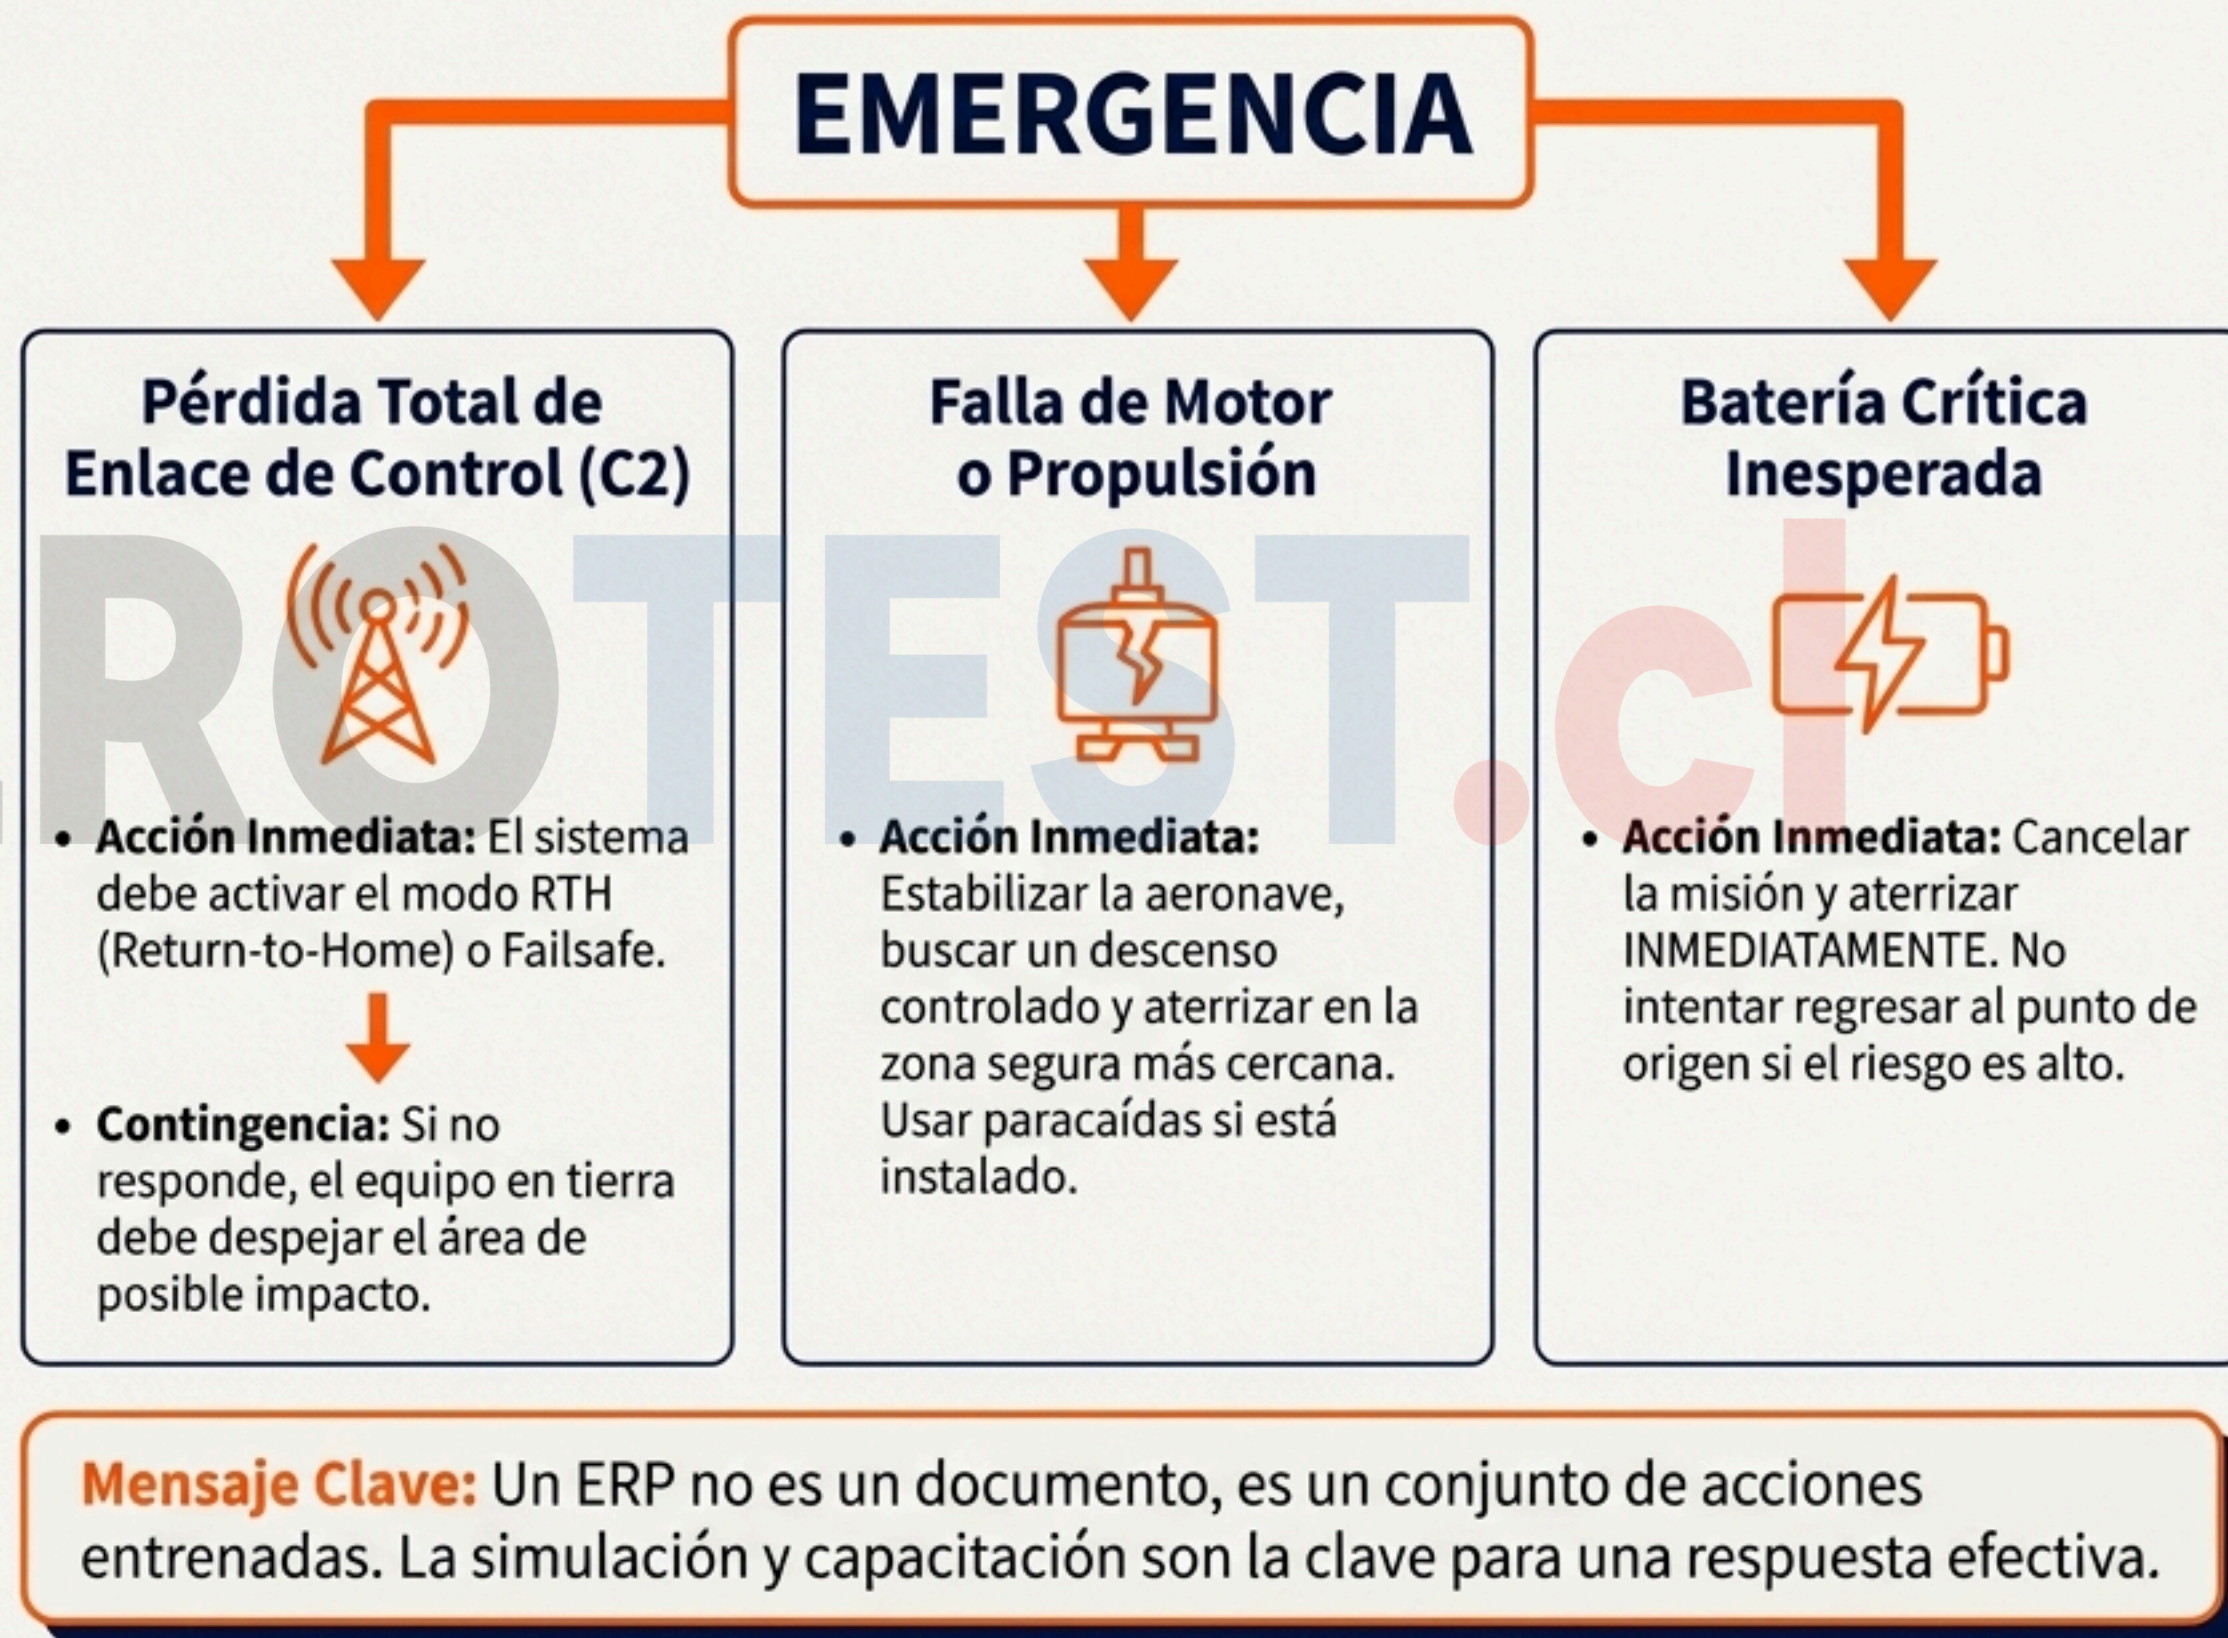 EMERGENCIA
Pérdida Total de
Enlace de Control (C2)
• Acción Inmediata: El sistema
debe activar el modo RTH
(Return-to-Home) o Failsafe.
• Contingencia: Si no
responde, el equipo en tierra
debe despejar el área de
posible impacto.
Falla de Motor
o Propulsión
• Acción Inmediata:
Estabilizar la aeronave,
buscar un descenso
controlado y aterrizar en la
zona segura más cercana.
Usar paracaídas si está
instalado.
Batería Crítica
Inesperada
• Acción Inmediata: Cancelar
la misión y aterrizar
INMEDIATAMENTE. No
intentar regresar al punto de
origen si el riesgo es alto.
ROTEST.cl
Mensaje Clave: Un ERP no es un documento, es un conjunto de acciones
entrenadas. La simulación y capacitación son la clave para una respuesta efectiva.